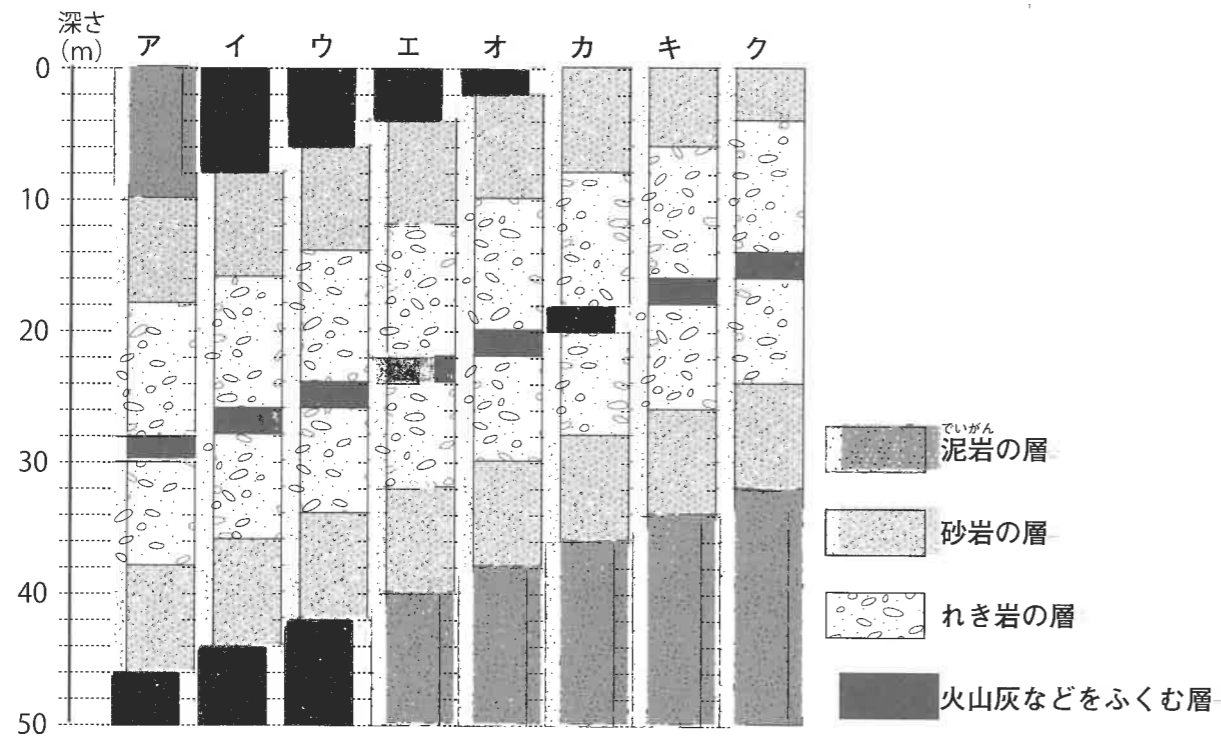 深さ
(m)
ア イ ウ エ オ カ キ ク
0
10
20
30
40
50
でいがん
泥岩の層
砂岩の層
れき岩の層
火山灰などをふくむ層